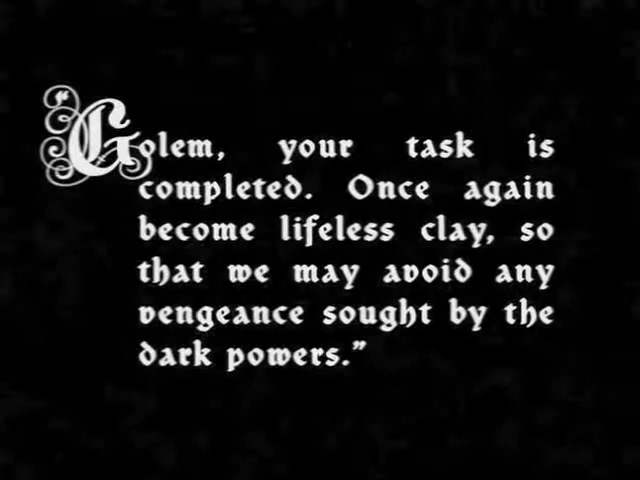 Golem, your task is
completed. Once again
become lifeless clay, so
that we may avoid any
vengeance sought by the
dark powers.”